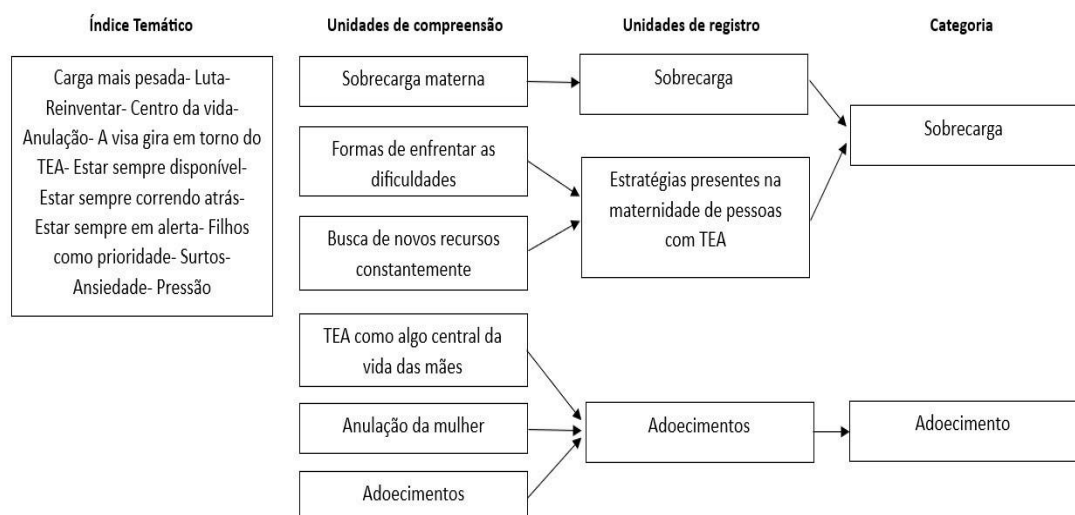 Índice Temático
Unidades de compreensão
Unidades de registro
Categoria
Carga mais pesada- Luta-
Reinventar- Centro da vida-
Anulação- A visa gira em torno do
TEA- Estar sempre disponível-
Estar sempre correndo atrás-
Estar sempre em alerta- Filhos
como prioridade- Surtos-
Ansiedade- Pressão
Sobrecarga materna
Formas de enfrentar as
dificuldades
Busca de novos recursos
constantemente
TEA como algo central da
vida das mães
Anulação da mulher
Adoecimentos
Sobrecarga
Estratégias presentes na
maternidade de pessoas
com TEA
Adoecimentos
Sobrecarga
Adoecimento